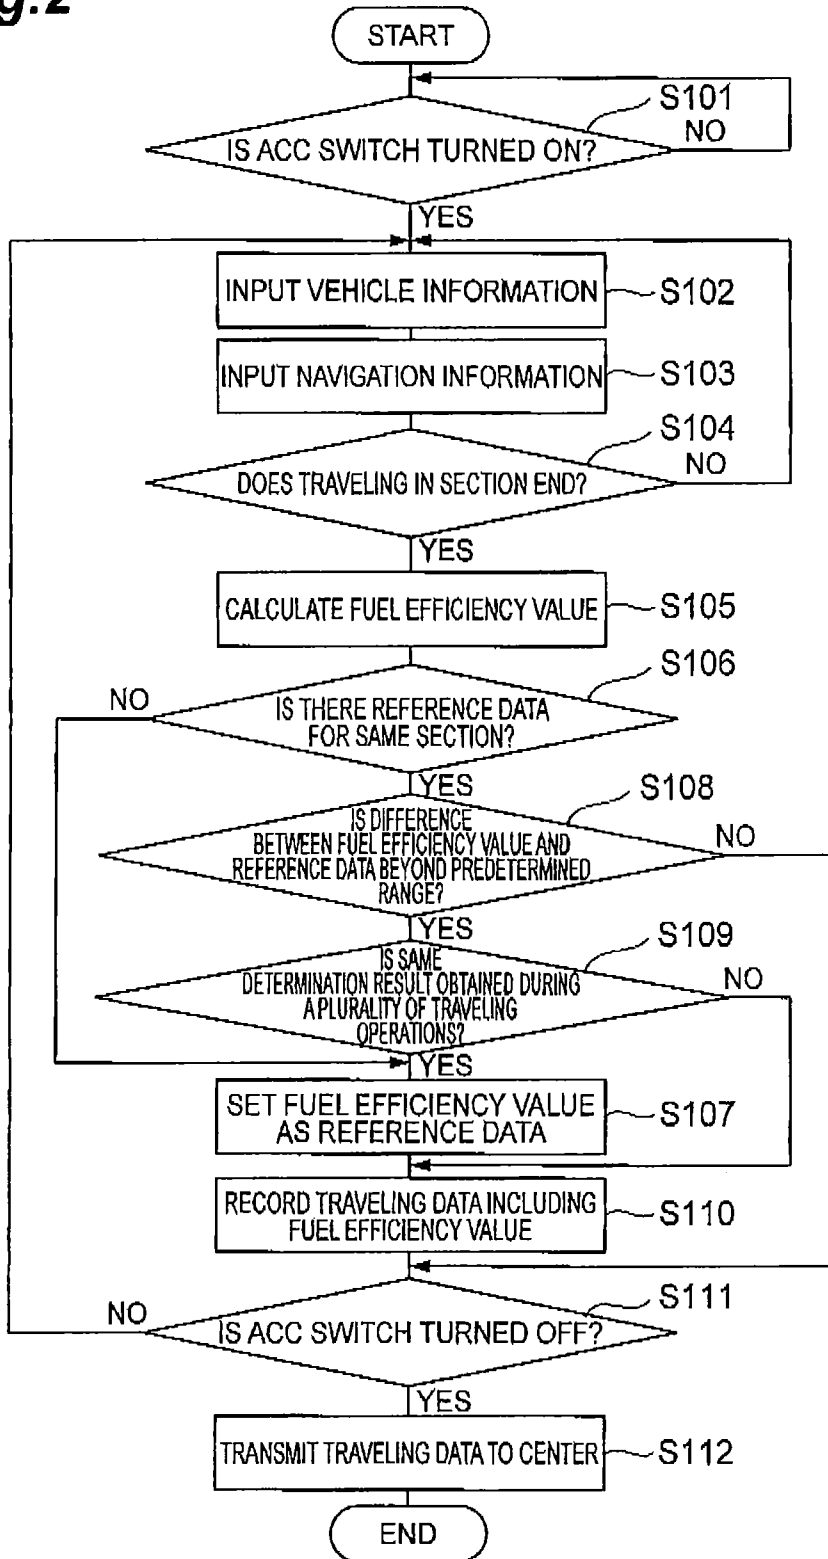 g.2
START
S101
NO
IS ACC SWITCH TURNED ON?
YES
INPUT VEHICLE INFORMATION
S102
INPUT NAVIGATION INFORMATION
S103
S104
NO
DOES TRAVELING IN SECTION END?
YES
CALCULATE FUEL EFFICIENCY VALUE
S105
S106
NO
IS THERE REFERENCE DATA
FOR SAME SECTION?
YES
S108
IS DIFFERENCE
BETWEEN FUEL EFFICIENCY VALUE AND
REFERENCE DATA BEYOND PREDETERMINED
RANGE?
NO
YES
S109
IS SAME
DETERMINATION RESULT OBTAINED DURING
A PLURALITY OF TRAVELING
OPERATIONS?
NO
YES
SET FUEL EFFICIENCY VALUE
AS REFERENCE DATA
S107
RECORD TRAVELING DATA INCLUDING
FUEL EFFICIENCY VALUE
S110
S111
NO
IS ACC SWITCH TURNED OFF?
YES
TRANSMIT TRAVELING DATA TO CENTER
S112
END